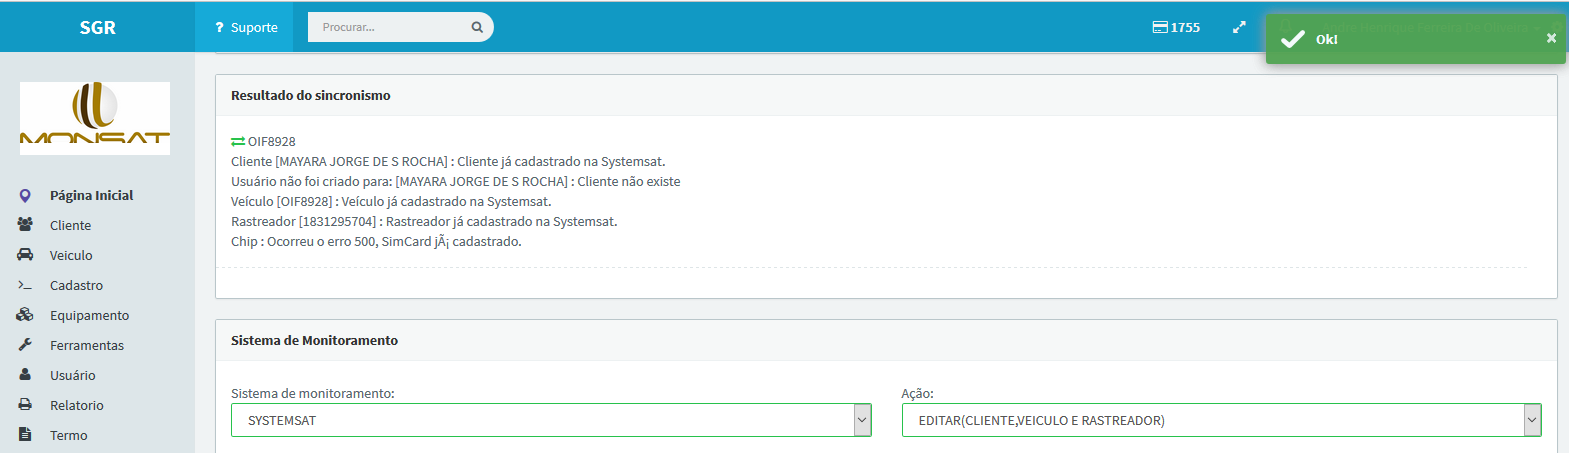 SGR
? Suporte
Procurar...
1755
Ok!
×
MONSAT
Página Inicial
Cliente
Veiculo
Cadastro
Equipamento
Ferramentas
Usuário
Relatorio
Termo
Resultado do sincronismo
OIF8928
Cliente [MAYARA JORGE DE S ROCHA] : Cliente já cadastrado na Systemsat.
Usuário não foi criado para: [MAYARA JORGE DE S ROCHA] : Cliente não existe
Veículo [OIF8928] : Veículo já cadastrado na Systemsat.
Rastreador [1831295704] : Rastreador já cadastrado na Systemsat.
Chip : Ocorreu o erro 500, SimCard jÃ¡ cadastrado.
Sistema de Monitoramento
Sistema de monitoramento:
SYSTEMSAT
Ação:
EDITAR(CLIENTE,VEICULO E RASTREADOR)